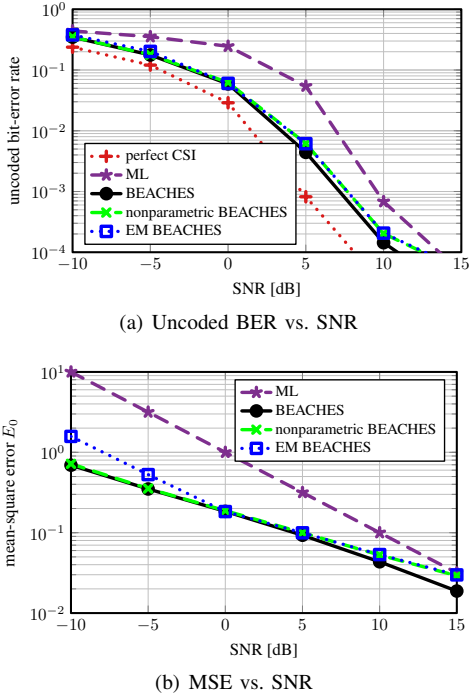 10^0
10^−1
10^−2
10^−3
10^−4
uncoded bit-error rate
perfect CSI
ML
BEACHES
nonparametric BEACHES
EM BEACHES
−10 −5 0 5 10 15
SNR [dB]
(a) Uncoded BER vs. SNR
10^1
10^0
10^−1
10^−2
mean-square error E_0
ML
BEACHES
nonparametric BEACHES
EM BEACHES
−10 −5 0 5 10 15
SNR [dB]
(b) MSE vs. SNR